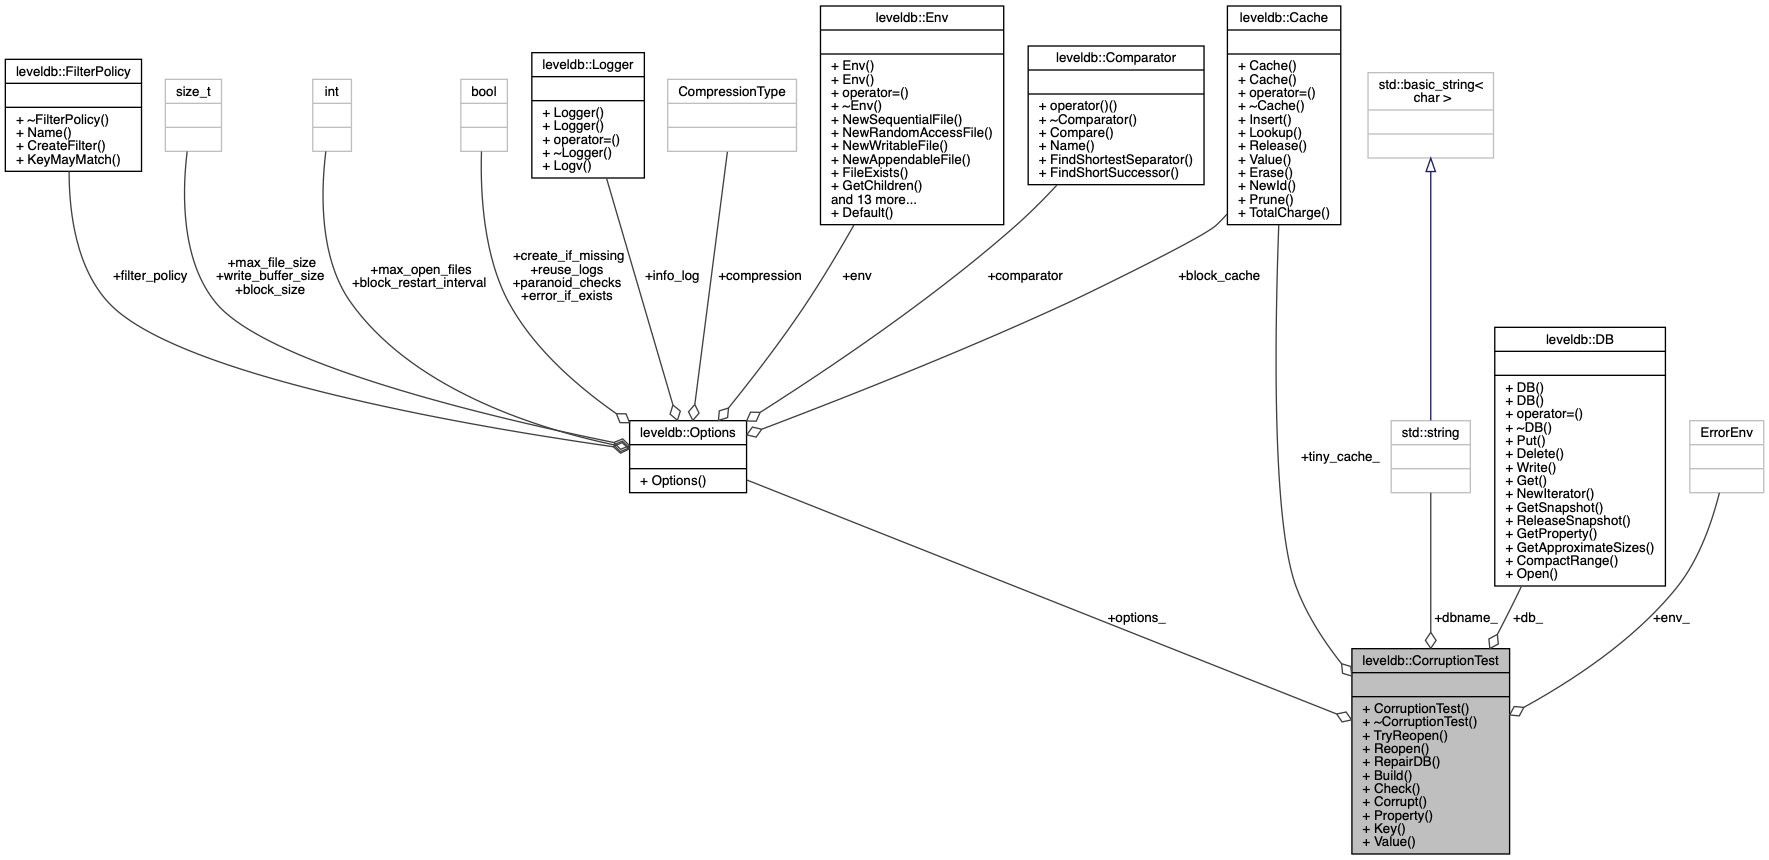 leveldb::FilterPolicy
+ ~FilterPolicy()
+ Name()
+ CreateFilter()
+ KeyMayMatch()
size_t
int
bool
leveldb::Logger
+ Logger()
+ Logger()
+ operator=()
+ ~Logger()
+ Logv()
CompressionType
leveldb::Env
+ Env()
+ Env()
+ operator=()
+ ~Env()
+ NewSequentialFile()
+ NewRandomAccessFile()
+ NewWritableFile()
+ NewAppendableFile()
+ FileExists()
+ GetChildren()
and 13 more...
+ Default()
leveldb::Comparator
+ operator()()
+ ~Comparator()
+ Compare()
+ Name()
+ FindShortestSeparator()
+ FindShortSuccessor()
leveldb::Cache
+ Cache()
+ Cache()
+ operator=()
+ ~Cache()
+ Insert()
+ Lookup()
+ Release()
+ Value()
+ Erase()
+ NewId()
+ Prune()
+ TotalCharge()
std::basic_string<
char >
+filter_policy
+max_file_size
+write_buffer_size
+block_size
+max_open_files
+block_restart_interval
+create_if_missing
+reuse_logs
+paranoid_checks
+error_if_exists
+info_log
+compression
+env
+comparator
+block_cache
leveldb::Options
+ Options()
+tiny_cache_
std::string
leveldb::DB
+ DB()
+ DB()
+ operator=()
+ ~DB()
+ Put()
+ Delete()
+ Write()
+ Get()
+ NewIterator()
+ GetSnapshot()
+ ReleaseSnapshot()
+ GetProperty()
+ GetApproximateSizes()
+ CompactRange()
+ Open()
ErrorEnv
+options_
+dbname_
+db_
+env_
leveldb::CorruptionTest
+ CorruptionTest()
+ ~CorruptionTest()
+ TryReopen()
+ Reopen()
+ RepairDB()
+ Build()
+ Check()
+ Corrupt()
+ Property()
+ Key()
+ Value()